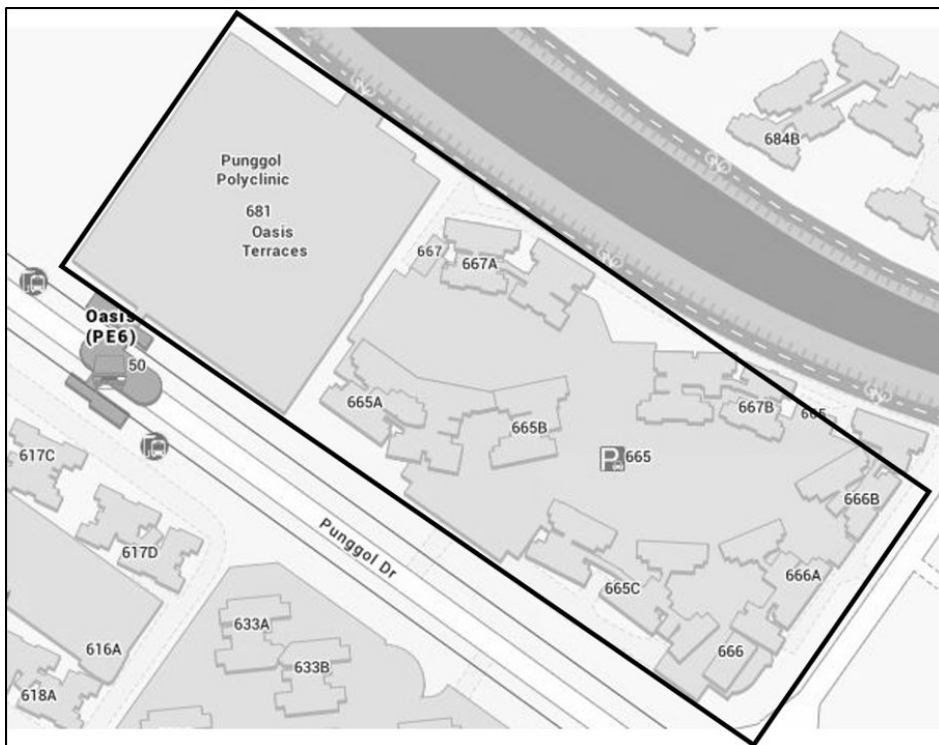 684B
Punggol
Polyclinic
681
Oasis
Terraces
667
667A
Oasis
(PE6)
50
665A
665B
667B
665
P
665
617C
666B
617D
Punggol Dr
665C
666A
633A
616A
633B
666
618A